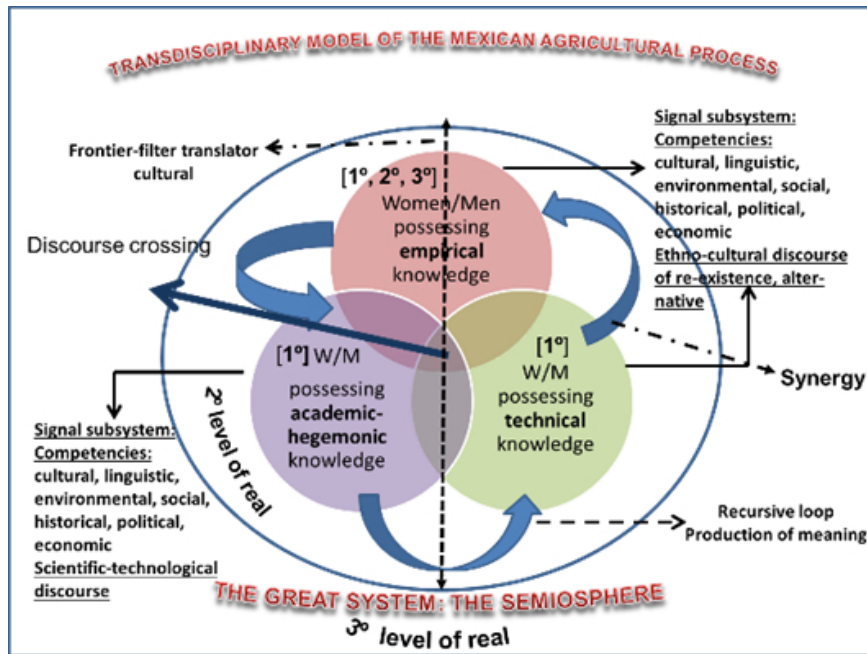 TRANSDISCIPLINARY MODEL OF THE MEXICAN AGRICULTURAL PROCESS
Frontier-filter translator
cultural
Discourse crossing
[1º, 2º, 3º]
Women/Men
possessing
empirical
knowledge
Signal subsystem:
Competencies:
cultural, linguistic,
environmental, social,
historical, political,
economic
Ethno-cultural discourse
of re-existence, alter-
native
[1º] W/M
possessing
academic-
hegemonic
knowledge
[1º]
W/M
possessing
technical
knowledge
Synergy
2º level of real
Signal subsystem:
Competencies:
cultural, linguistic,
environmental, social,
historical, political,
economic
Scientific-technological
discourse
Recursive loop
Production of meaning
THE GREAT SYSTEM: THE SEMIOSPHERE
3º level of real